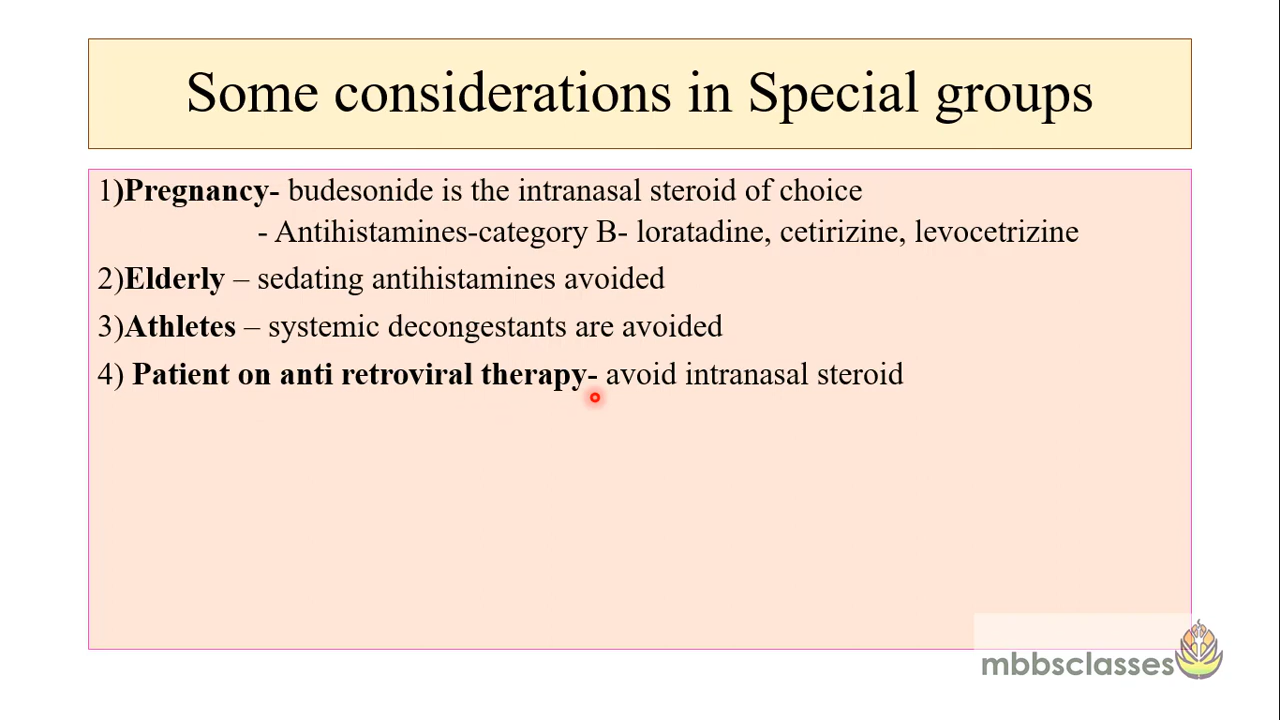 Some considerations in Special groups
1)Pregnancy- budesonide is the intranasal steroid of choice
- Antihistamines-category B- loratadine, cetirizine, levocetrizine
2)Elderly – sedating antihistamines avoided
3)Athletes – systemic decongestants are avoided
4) Patient on anti retroviral therapy- avoid intranasal steroid
mbbsclasses